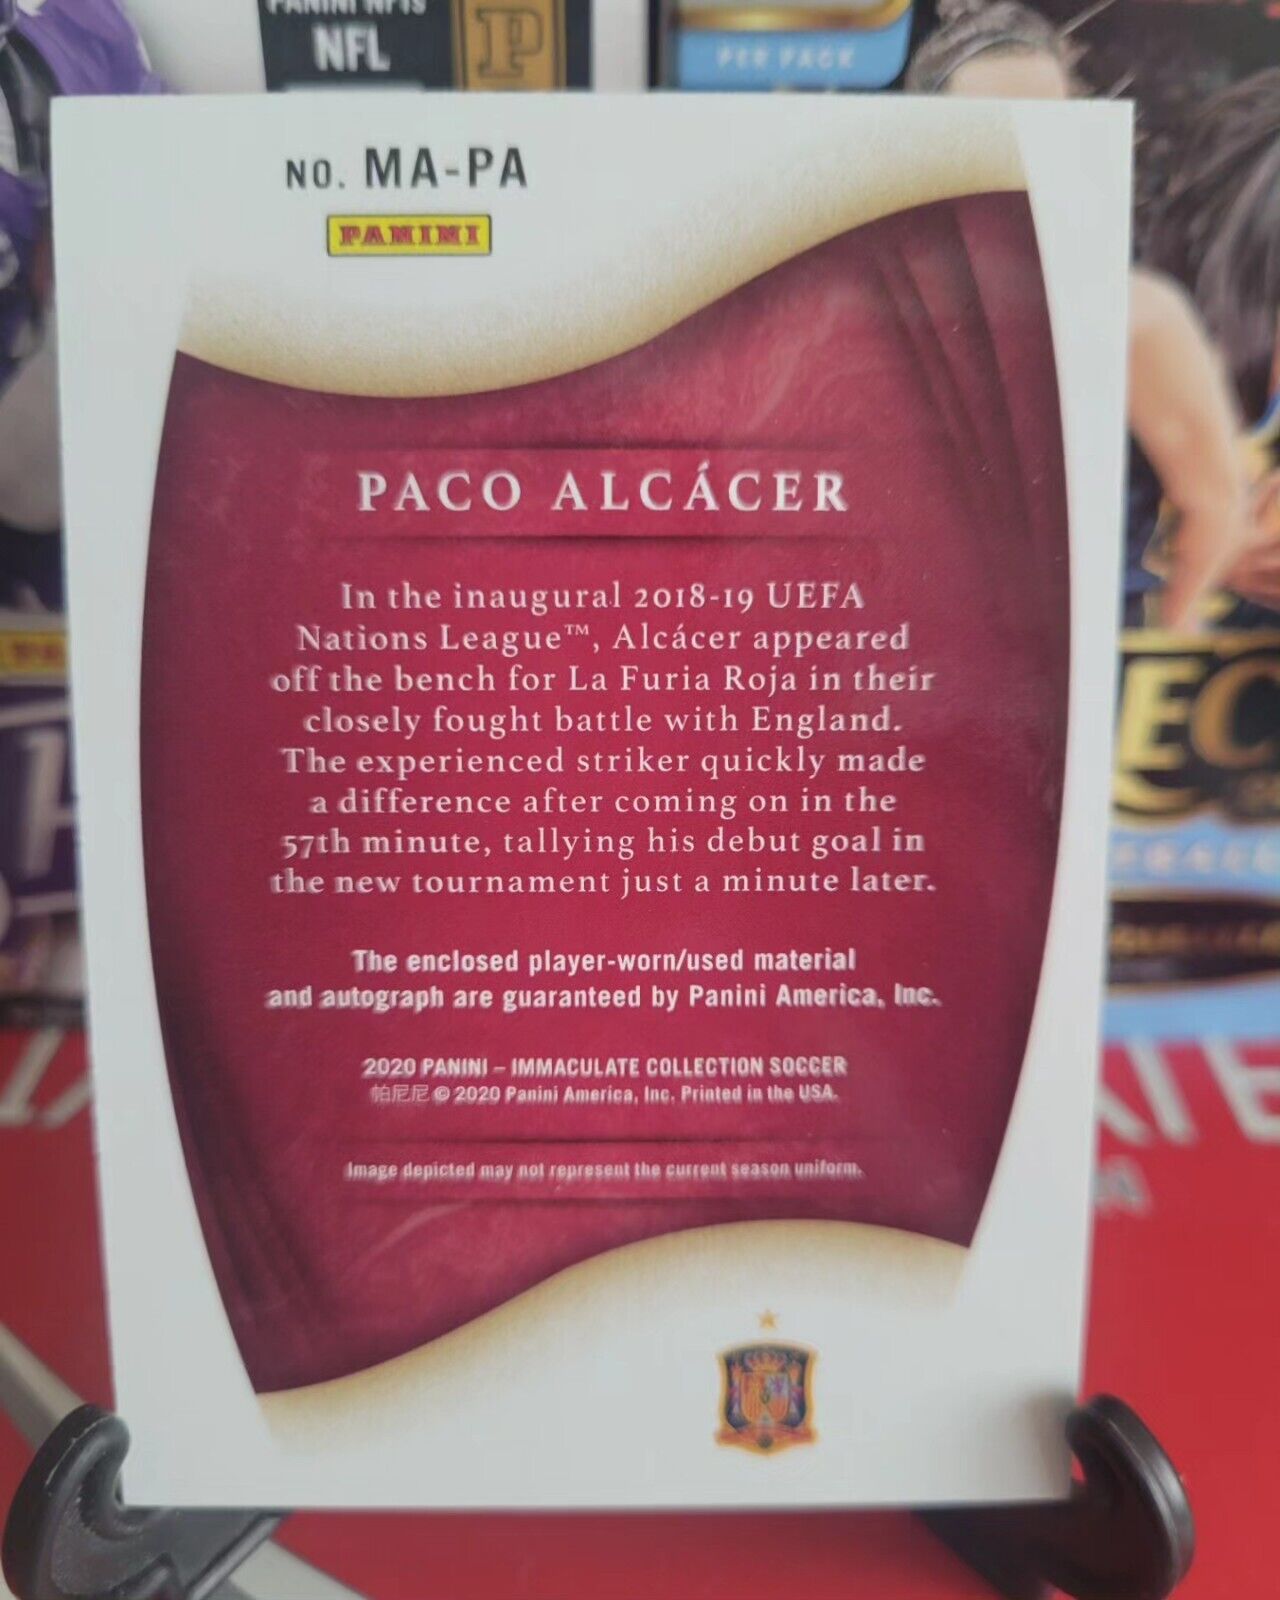 PANINI NFTS
NFL
P
PER PACK
NO. MA-PA
PANINI
PACO ALCÁCER
In the inaugural 2018-19 UEFA
Nations League™, Alcácer appeared
off the bench for La Furia Roja in their
closely fought battle with England.
The experienced striker quickly made
a difference after coming on in the
57th minute, tallying his debut goal in
the new tournament just a minute later.
The enclosed player-worn/used material
and autograph are guaranteed by Panini America, Inc.
2020 PANINI – IMMACULATE COLLECTION SOCCER
帕尼尼 © 2020 Panini America, Inc. Printed in the USA.
Image depicted may not represent the current season uniform.